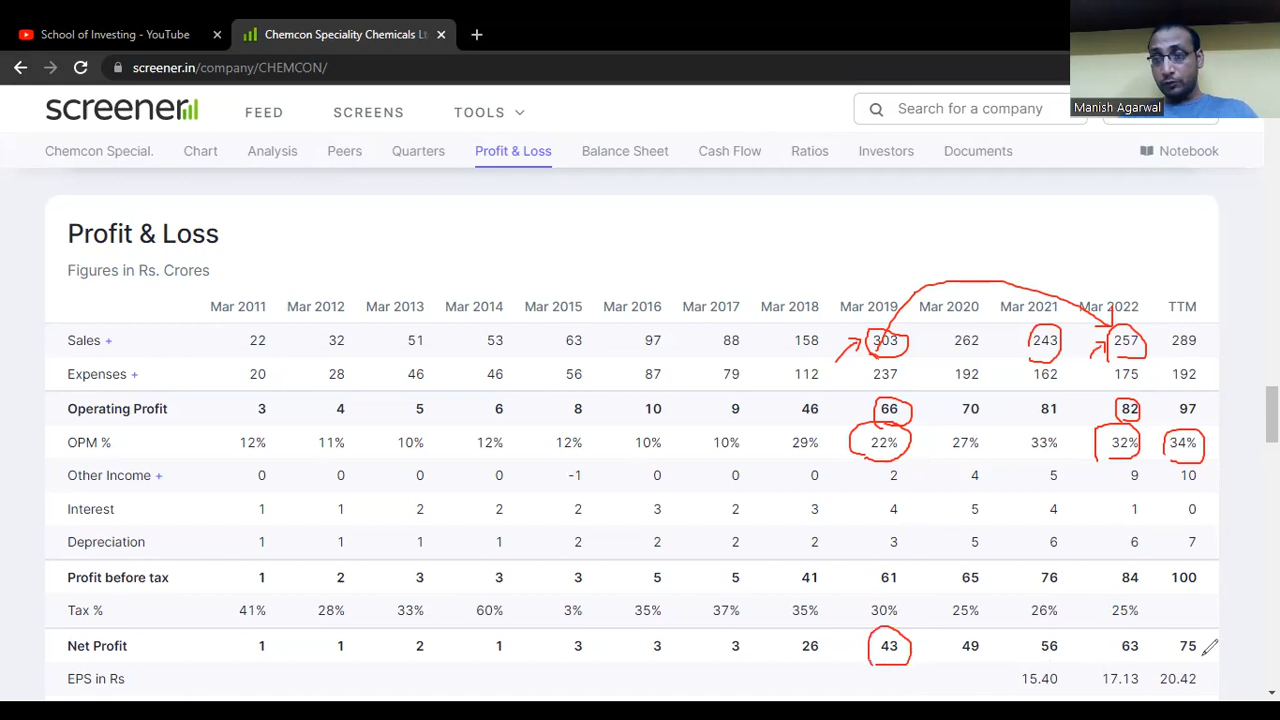 School of Investing - YouTube
Chemcon Speciality Chemicals Lt
screener.in/company/CHEMCON/
Manish Agarwal
screener
FEED SCREENS TOOLS
Search for a company
Chemcon Special. Chart Analysis Peers Quarters Profit & Loss Balance Sheet Cash Flow Ratios Investors Documents Notebook
Profit & Loss
Figures in Rs. Crores
Mar 2011 Mar 2012 Mar 2013 Mar 2014 Mar 2015 Mar 2016 Mar 2017 Mar 2018 Mar 2019 Mar 2020 Mar 2021 Mar 2022 TTM
Sales + 22 32 51 53 63 97 88 158 303 262 243 257 289
Expenses + 20 28 46 46 56 87 79 112 237 192 162 175 192
Operating Profit 3 4 5 6 8 10 9 46 66 70 81 82 97
OPM % 12% 11% 10% 12% 12% 10% 10% 29% 22% 27% 33% 32% 34%
Other Income + 0 0 0 0 -1 0 0 0 2 4 5 9 10
Interest 1 1 2 2 2 3 2 3 4 5 4 1 0
Depreciation 1 1 1 1 2 2 2 2 3 5 6 6 7
Profit before tax 1 2 3 3 3 5 5 41 61 65 76 84 100
Tax % 41% 28% 33% 60% 3% 35% 37% 35% 30% 25% 26% 25%
Net Profit 1 1 2 1 3 3 3 26 43 49 56 63 75
EPS in Rs 15.40 17.13 20.42